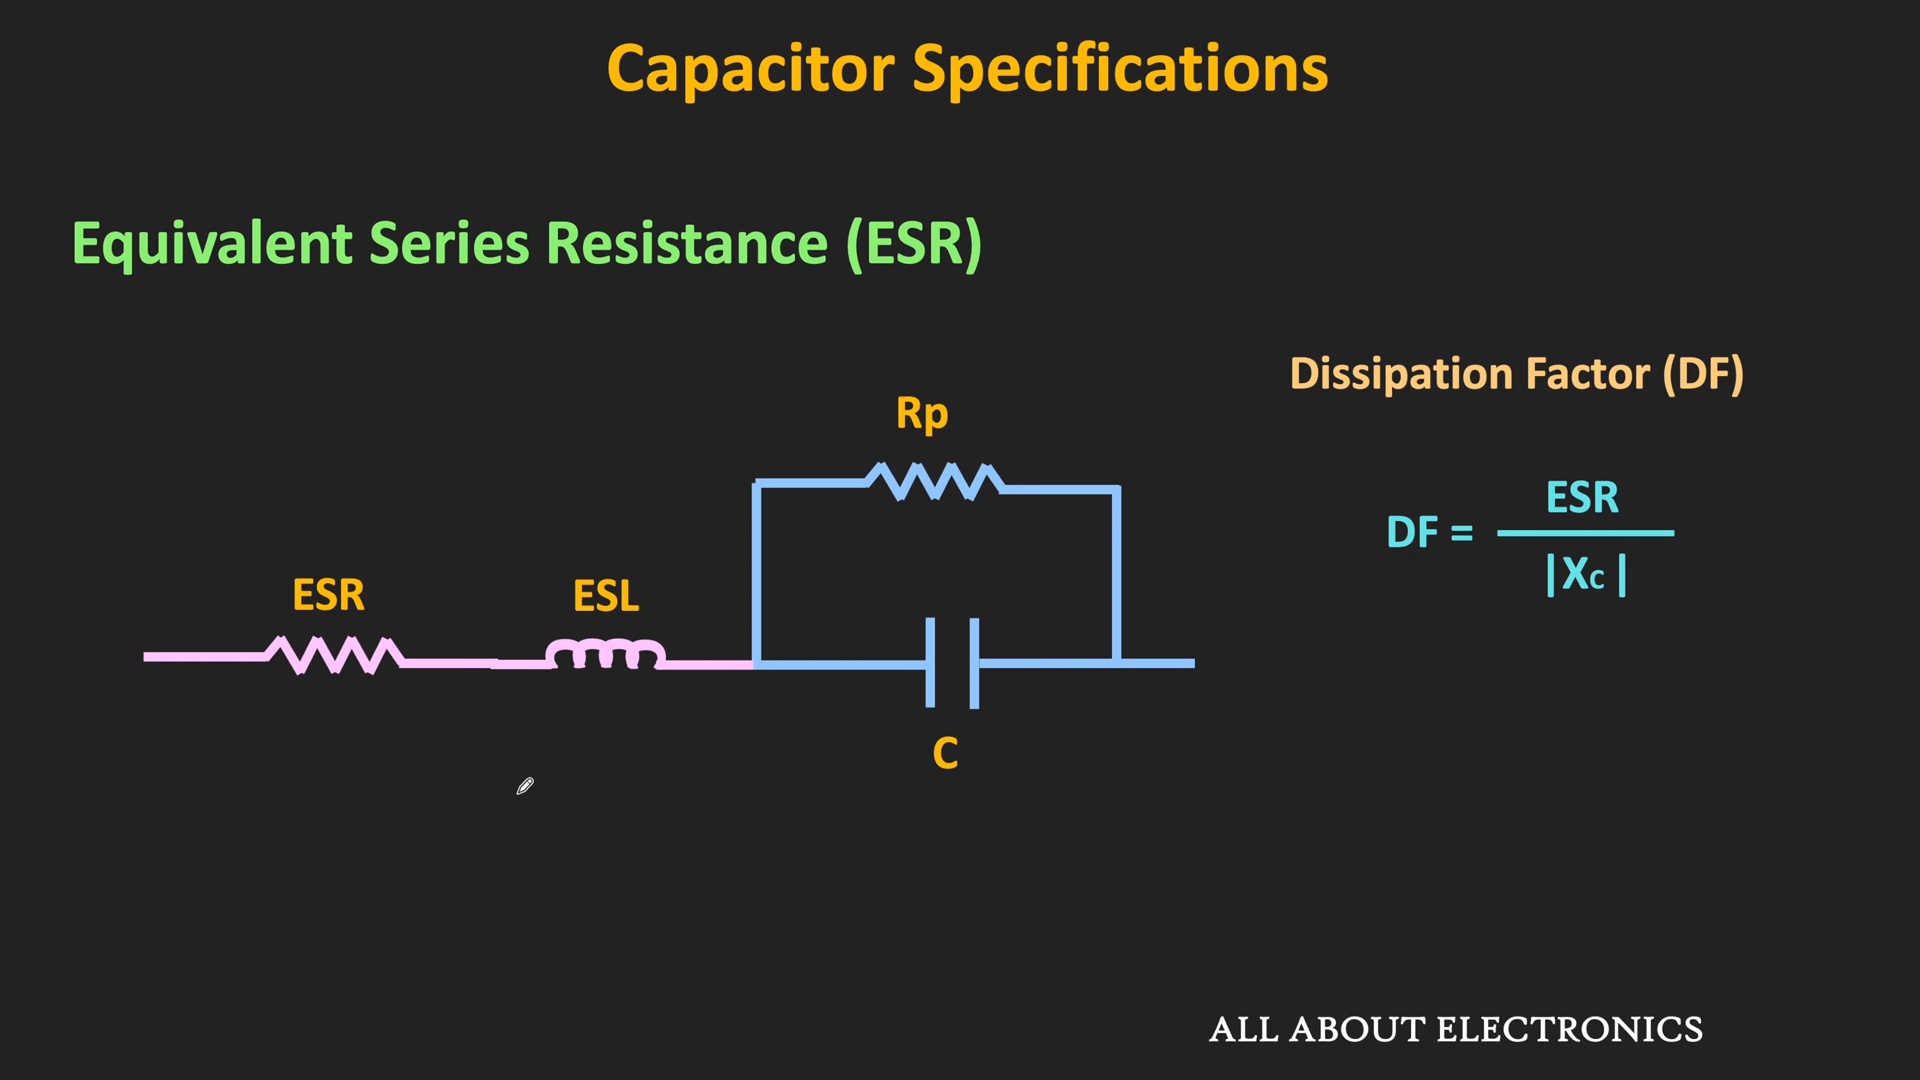 Capacitor Specifications
Equivalent Series Resistance (ESR)
Dissipation Factor (DF)
Rp
ESR
DF =
|Xc |
ESR
ESL
C
ALL ABOUT ELECTRONICS